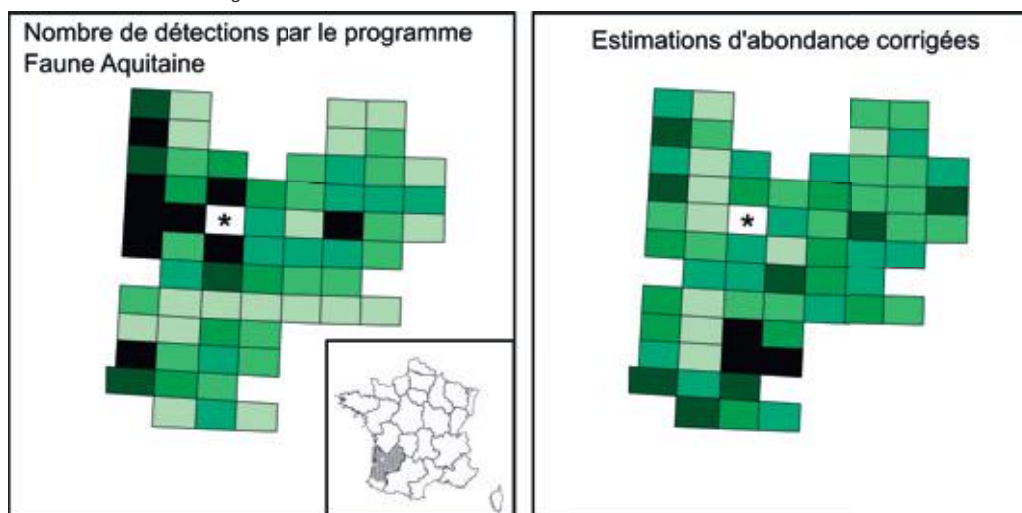 Nombre de détections par le programme
Faune Aquitaine
Estimations d'abondance corrigées
*
*